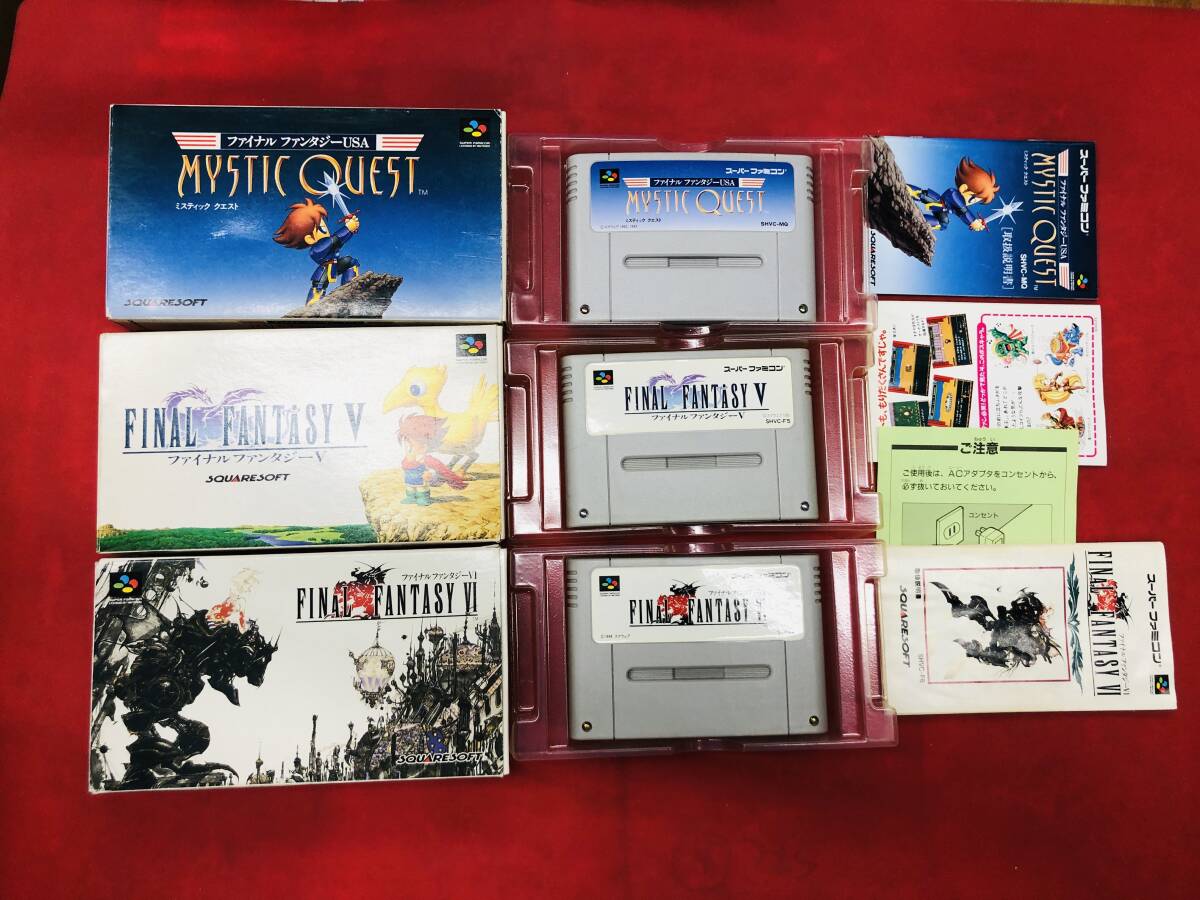 ファイナル ファンタジーUSA
MYSTIC QUEST™
ミスティック クエスト
SQUARESOFT
スーパーファミコン
ファイナル ファンタジーUSA
MYSTIC QUEST
ミスティック クエスト
SHVC-MQ
スーパーファミコン
ファイナル ファンタジーUSA
MYSTIC QUEST
ミスティック クエスト
SHVC-MQ
[取扱説明書]
SQUARESOFT
FINAL FANTASY V
ファイナルファンタジーV
SQUARESOFT
スーパーファミコン
FINAL FANTASY V
ファイナルファンタジーV
SHVC-F5
ご注意
ご使用後は、ACアダプタをコンセントから、
必ず抜いておいてください。
コンセント
ファイナルファンタジーVI
FINAL FANTASY VI
SQUARESOFT
スーパーファミコン
FINAL FANTASY VI
©1994 スクウェア
スーパーファミコン
FINAL FANTASY VI
ファイナルファンタジーVI
取扱説明書
SHVC-F6
SQUARESOFT